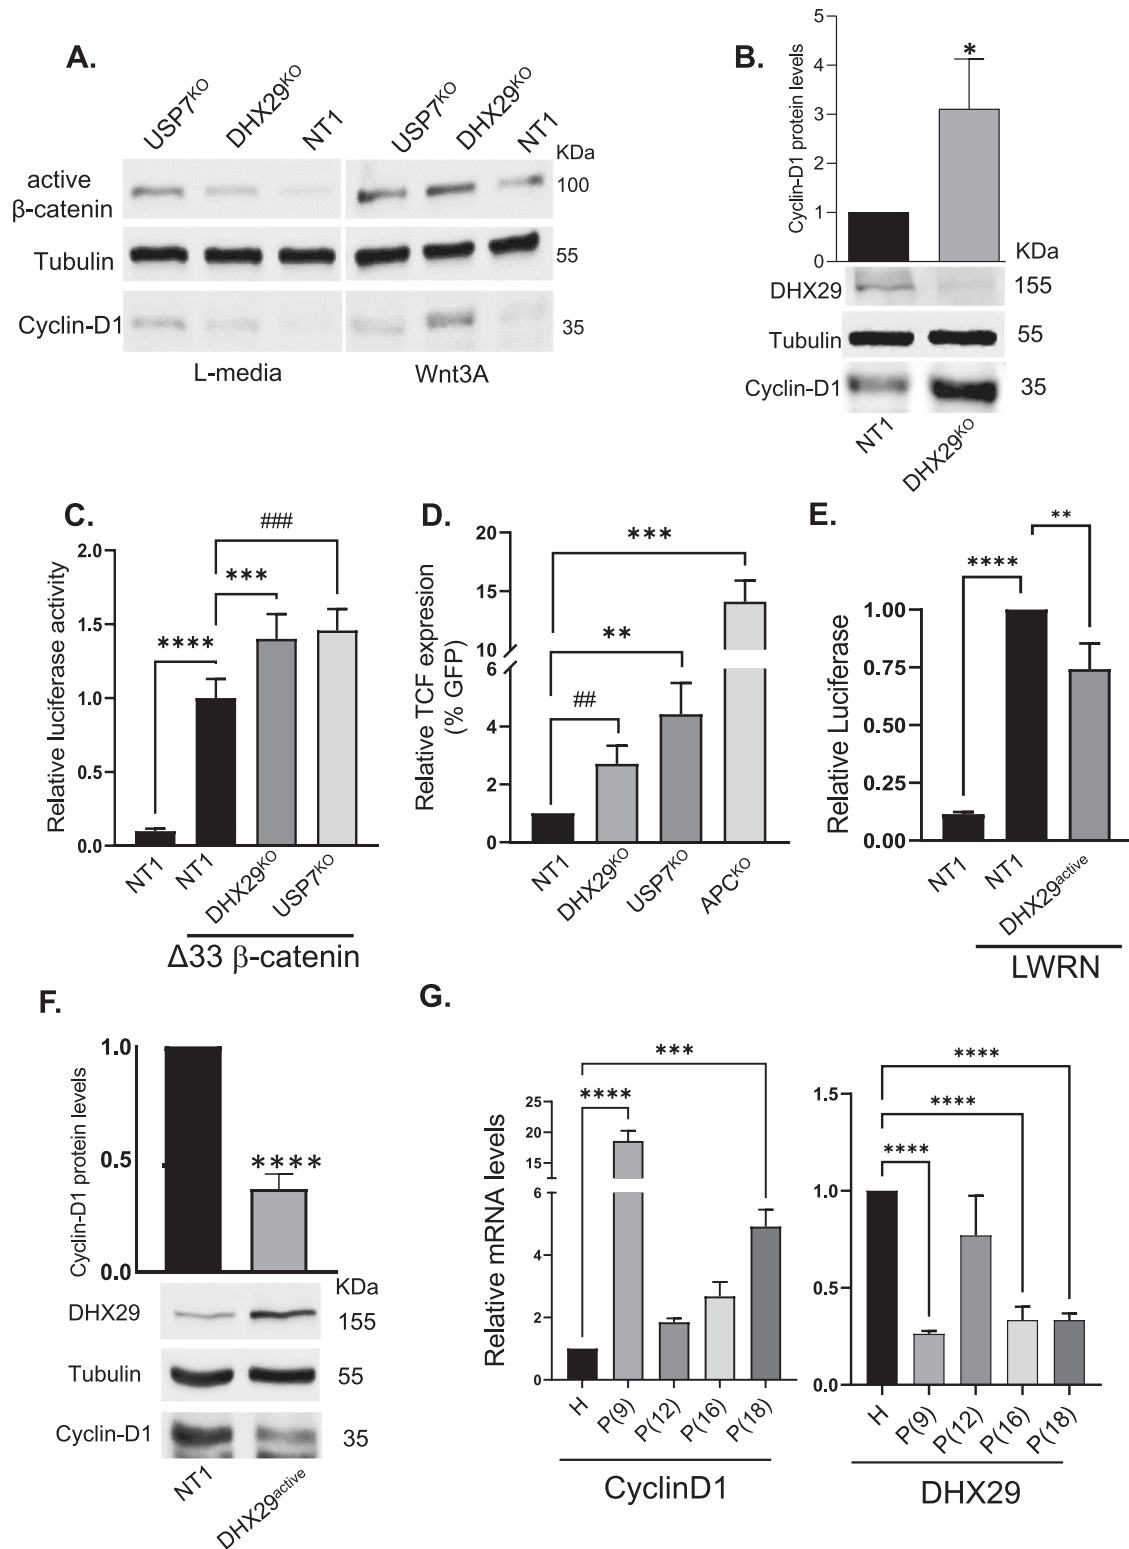 A.
USP7KO
DHX29KO
NT1
USP7KO
DHX29KO
NT1
KDa
active
β-catenin
100
Tubulin
55
Cyclin-D1
35
L-media
Wnt3A
B.
Cyclin-D1 protein levels
5
4
3
2
1
0
*
KDa
DHX29
155
Tubulin
55
Cyclin-D1
35
NT1
DHX29KO
C.
Relative luciferase activity
2.0
1.5
1.0
0.5
0.0
###
***
****
NT1
NT1
DHX29KO
USP7KO
Δ33 β-catenin
D.
Relative TCF expresion
(% GFP)
20
15
10
6
4
2
0
***
**
##
NT1
DHX29KO
USP7KO
APCKO
E.
Relative Luciferase
1.00
0.75
0.50
0.25
0.00
**
****
NT1
NT1
DHX29active
LWRN
F.
Cyclin-D1 protein levels
1.0
0.5
0.0
****
KDa
DHX29
155
Tubulin
55
Cyclin-D1
35
NT1
DHX29active
G.
Relative mRNA levels
25
20
15
6
4
2
0
***
****
H
P(9)
P(12)
P(16)
P(18)
CyclinD1
1.5
1.0
0.5
0.0
****
****
****
H
P(9)
P(12)
P(16)
P(18)
DHX29